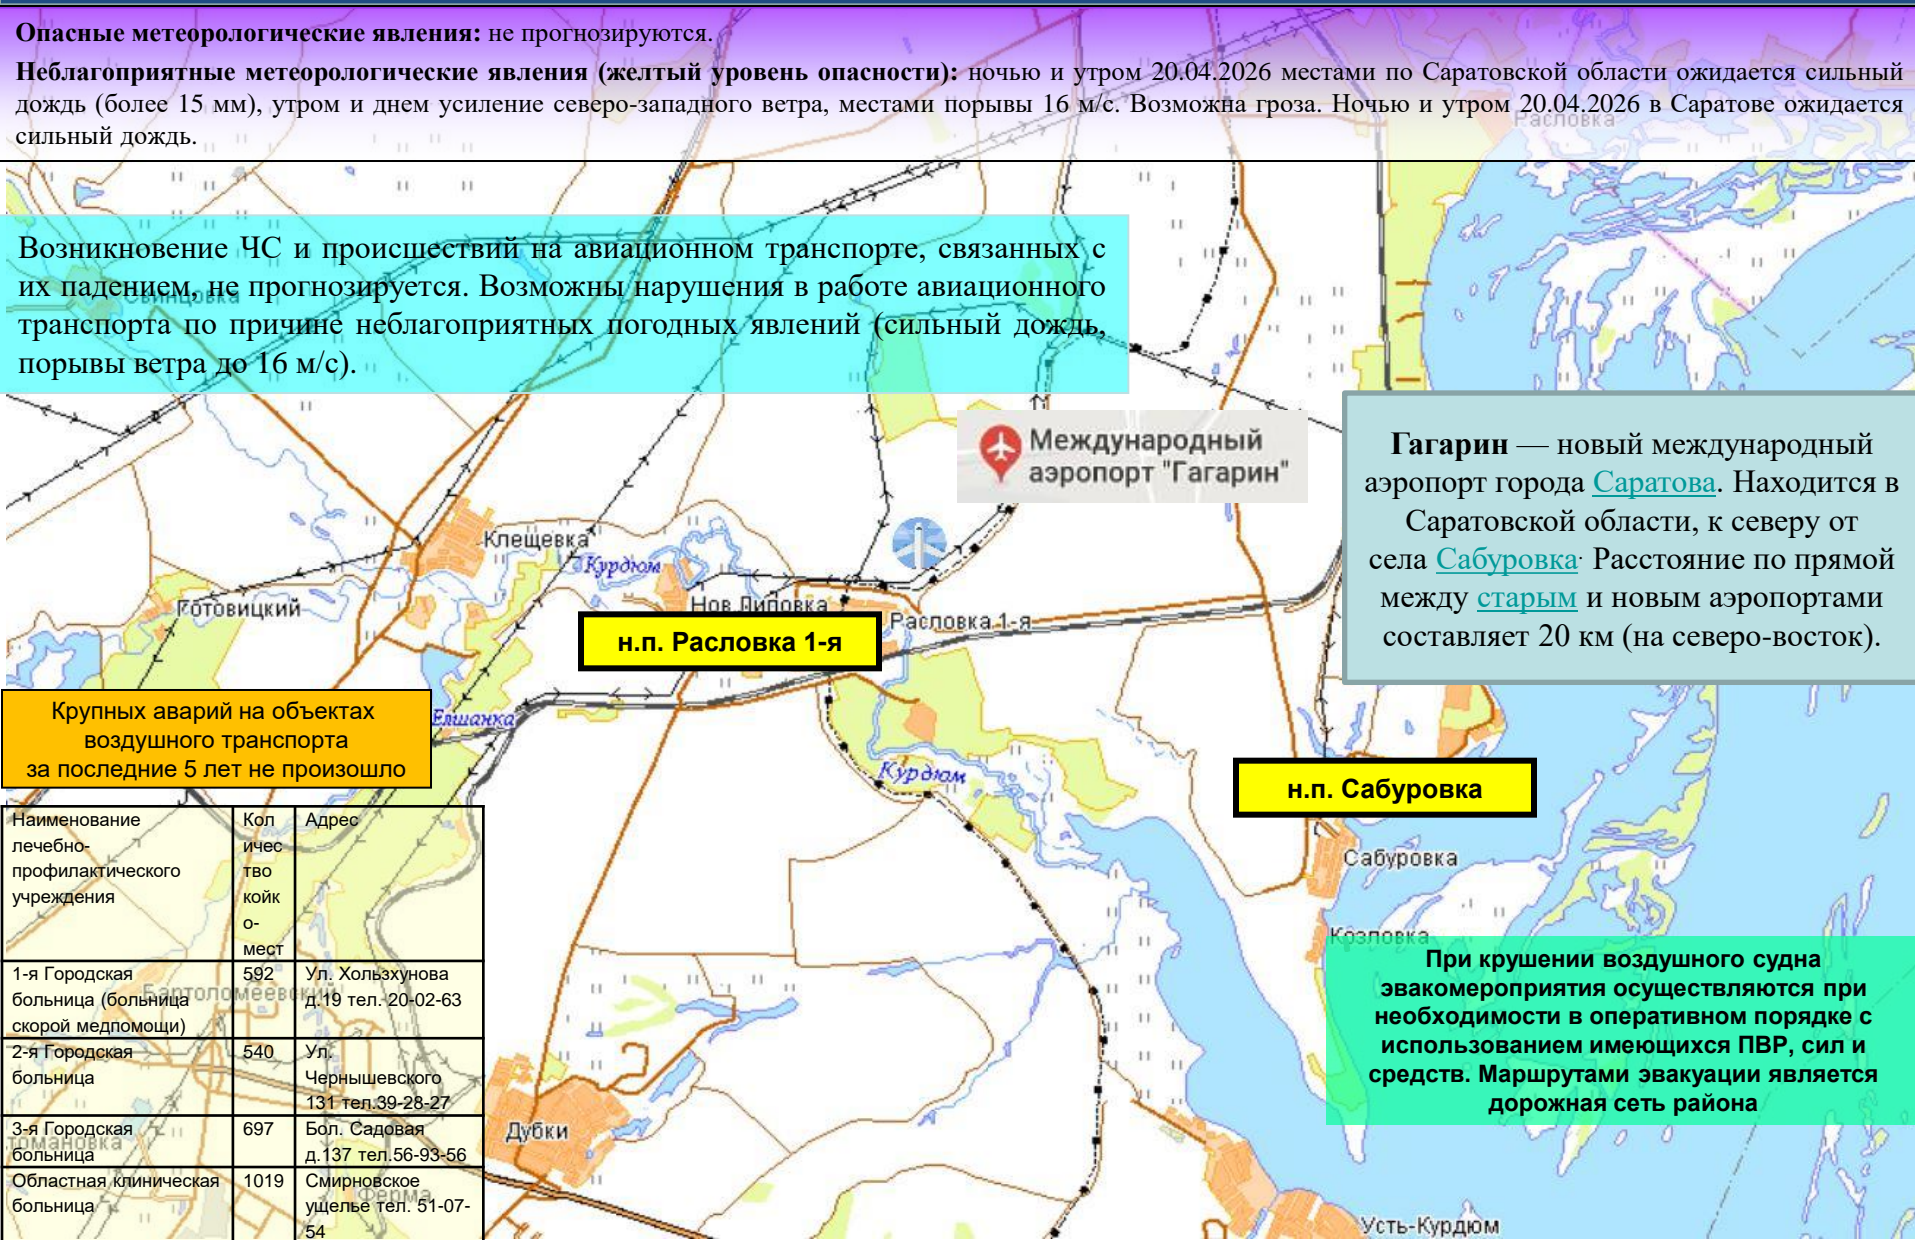 Опасные метеорологические явления: не прогнозируются.
Неблагоприятные метеорологические явления (желтый уровень опасности): ночью и утром 20.04.2026 местами по Саратовской области ожидается сильный
дождь (более 15 мм), утром и днем усиление северо-западного ветра, местами порывы 16 м/с. Возможна гроза. Ночью и утром 20.04.2026 в Саратове ожидается
сильный дождь.
Расловка
Возникновение ЧС и происшествий на авиационном транспорте, связанных с
их падением, не прогнозируется. Возможны нарушения в работе авиационного
транспорта по причине неблагоприятных погодных явлений (сильный дождь,
порывы ветра до 16 м/с).
Свинцовка
Международный
аэропорт "Гагарин"
Гагарин — новый международный
аэропорт города Саратова. Находится в
Саратовской области, к северу от
села Сабуровка. Расстояние по прямой
между старым и новым аэропортами
составляет 20 км (на северо-восток).
Клещевка
Курдюм
Готовицкий
Нов.Липовка
Расловка 1-я
н.п. Расловка 1-я
Елшанка
Крупных аварий на объектах
воздушного транспорта
за последние 5 лет не произошло
Курдюм
н.п. Сабуровка
Сабуровка
Козловка
Наименование
лечебно-
профилактического
учреждения
Кол
ичес
тво
койк
о-
мест
Адрес
1-я Городская
больница (больница
скорой медпомощи)
592
Ул. Хользхунова
д.19 тел. 20-02-63
2-я Городская
больница
540
Ул.
Чернышевского
131 тел.39-28-27
3-я Городская
больница
697
Бол. Садовая
д.137 тел.56-93-56
Областная клиническая
больница
1019
Смирновское
ущелье тел. 51-07-
54
Ферма
Дубки
При крушении воздушного судна
эвакомероприятия осуществляются при
необходимости в оперативном порядке с
использованием имеющихся ПВР, сил и
средств. Маршрутами эвакуации является
дорожная сеть района
Усть-Курдюм